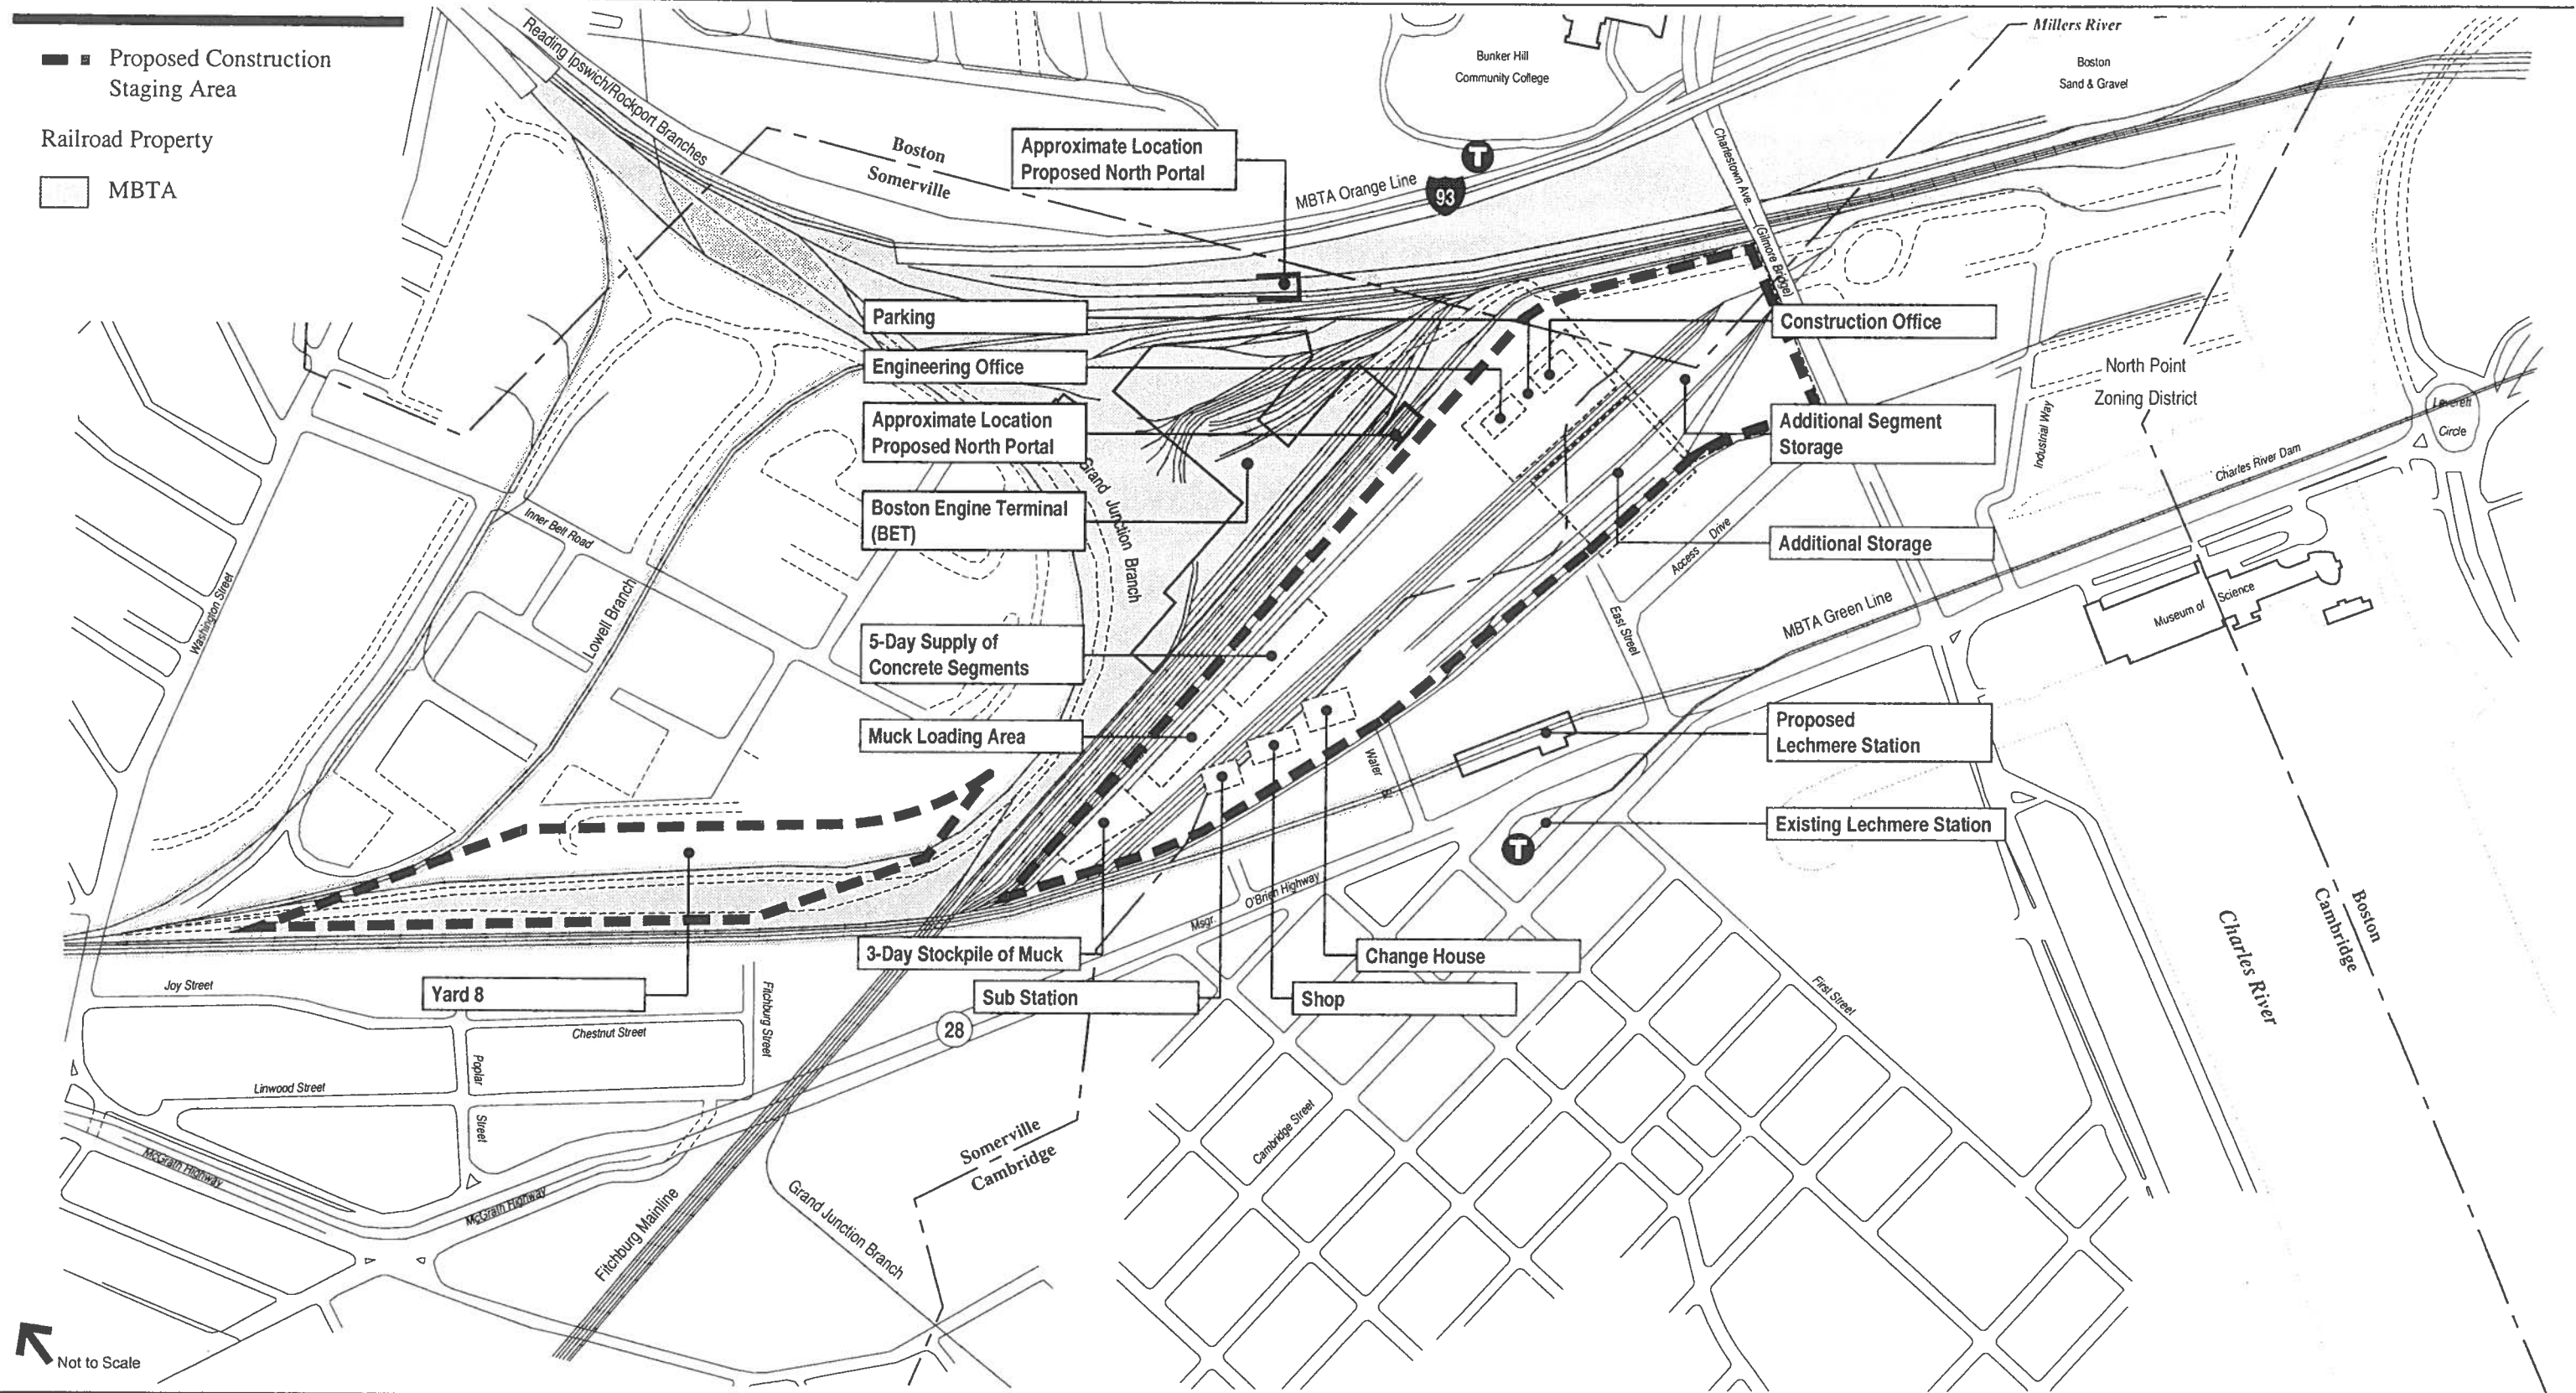 Proposed Construction
Staging Area
Railroad Property
MBTA
Reading Ipswich/Rockport Branches
Boston
Somerville
Approximate Location
Proposed North Portal
Bunker Hill
Community College
T
MBTA Orange Line
93
Charlestown Ave.
(Gilmore Bridge)
Millers River
Boston
Sand & Gravel
Parking
Engineering Office
Approximate Location
Proposed North Portal
Boston Engine Terminal
(BET)
5-Day Supply of
Concrete Segments
Muck Loading Area
Construction Office
Additional Segment
Storage
Additional Storage
North Point
Zoning District
Industrial Way
Leverett
Circle
Charles River Dam
Museum of Science
Access Drive
East Street
MBTA Green Line
Water St.
Proposed
Lechmere Station
Existing Lechmere Station
T
Grand Junction Branch
Inner Bell Road
Lowell Branch
Washington Street
Yard 8
3-Day Stockpile of Muck
Sub Station
Change House
Shop
Msgr. O'Brien Highway
28
Joy Street
Chestnut Street
Fitchburg Street
Poplar
Street
Linwood Street
McGrath Highway
McGrath Highway
Fitchburg Mainline
Grand Junction Branch
Somerville
Cambridge
Cambridge Street
First Street
Charles River
Boston
Cambridge
Not to Scale